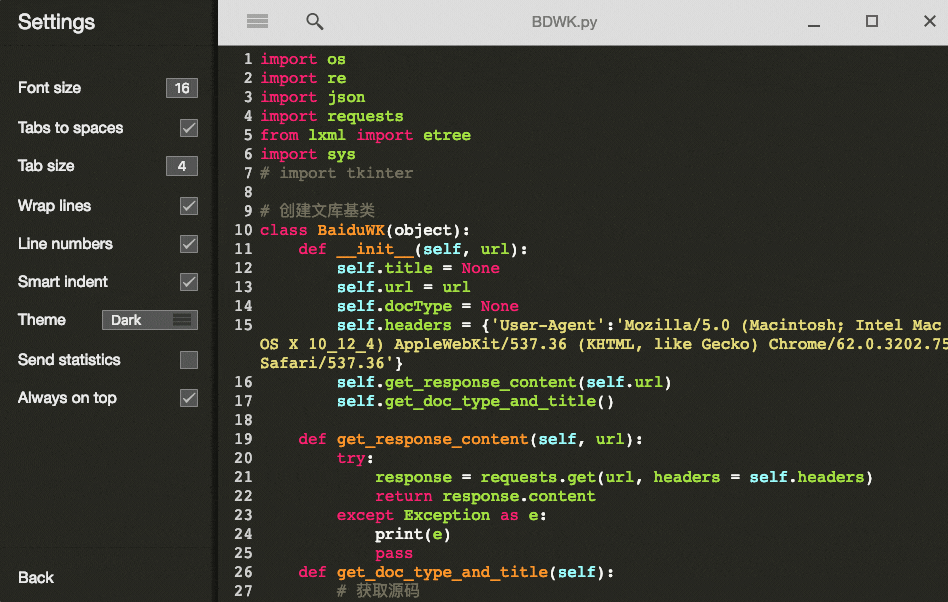 Settings
Font size 16
Tabs to spaces
Tab size 4
Wrap lines
Line numbers
Smart indent
Theme Dark
Send statistics
Always on top
Back
BDWK.py
1 import os
2 import re
3 import json
4 import requests
5 from lxml import etree
6 import sys
7 # import tkinter
8
9 # 创建文库基类
10 class BaiduWK(object):
11     def __init__(self, url):
12         self.title = None
13         self.url = url
14         self.docType = None
15         self.headers = {'User-Agent':'Mozilla/5.0 (Macintosh; Intel Mac
OS X 10_12_4) AppleWebKit/537.36 (KHTML, like Gecko) Chrome/62.0.3202.75
Safari/537.36'}
16         self.get_response_content(self.url)
17         self.get_doc_type_and_title()
18
19     def get_response_content(self, url):
20         try:
21             response = requests.get(url, headers = self.headers)
22             return response.content
23         except Exception as e:
24             print(e)
25             pass
26     def get_doc_type_and_title(self):
27         # 获取源码